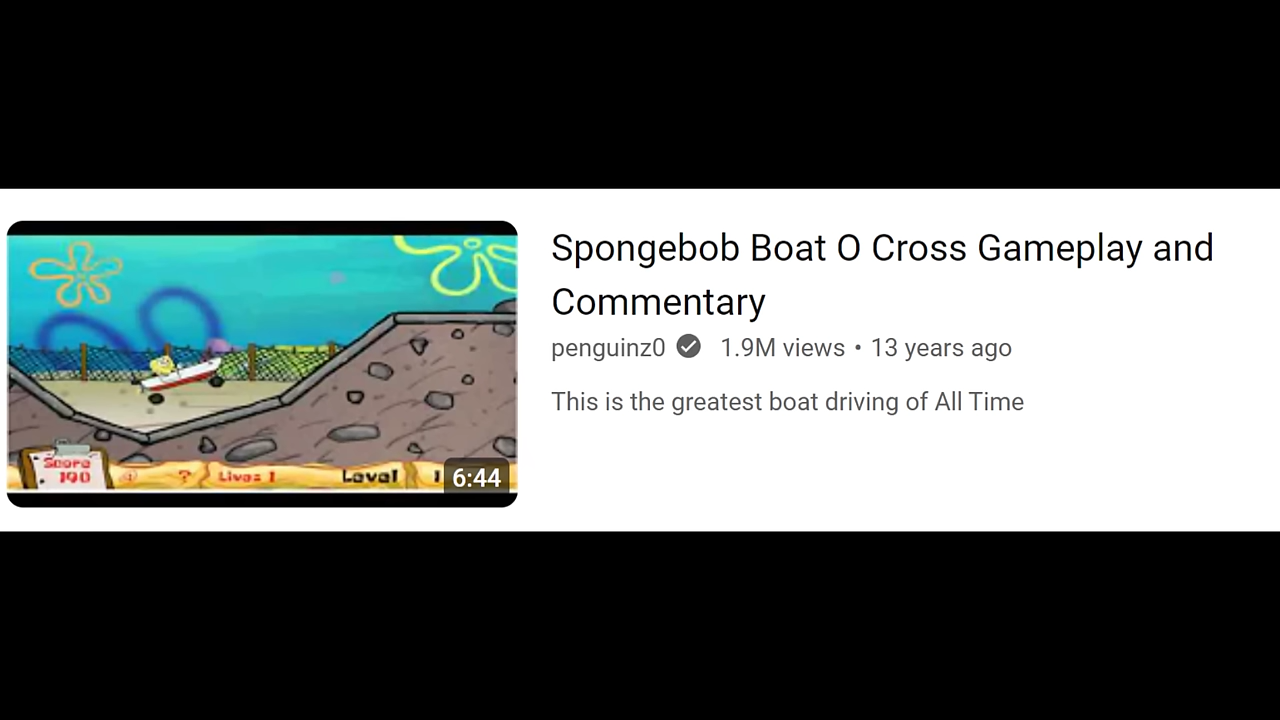 Spongebob Boat O Cross Gameplay and
Commentary
penguinz0 1.9M views • 13 years ago
This is the greatest boat driving of All Time
Score
190
?
Lives 1
Level 1
6:44